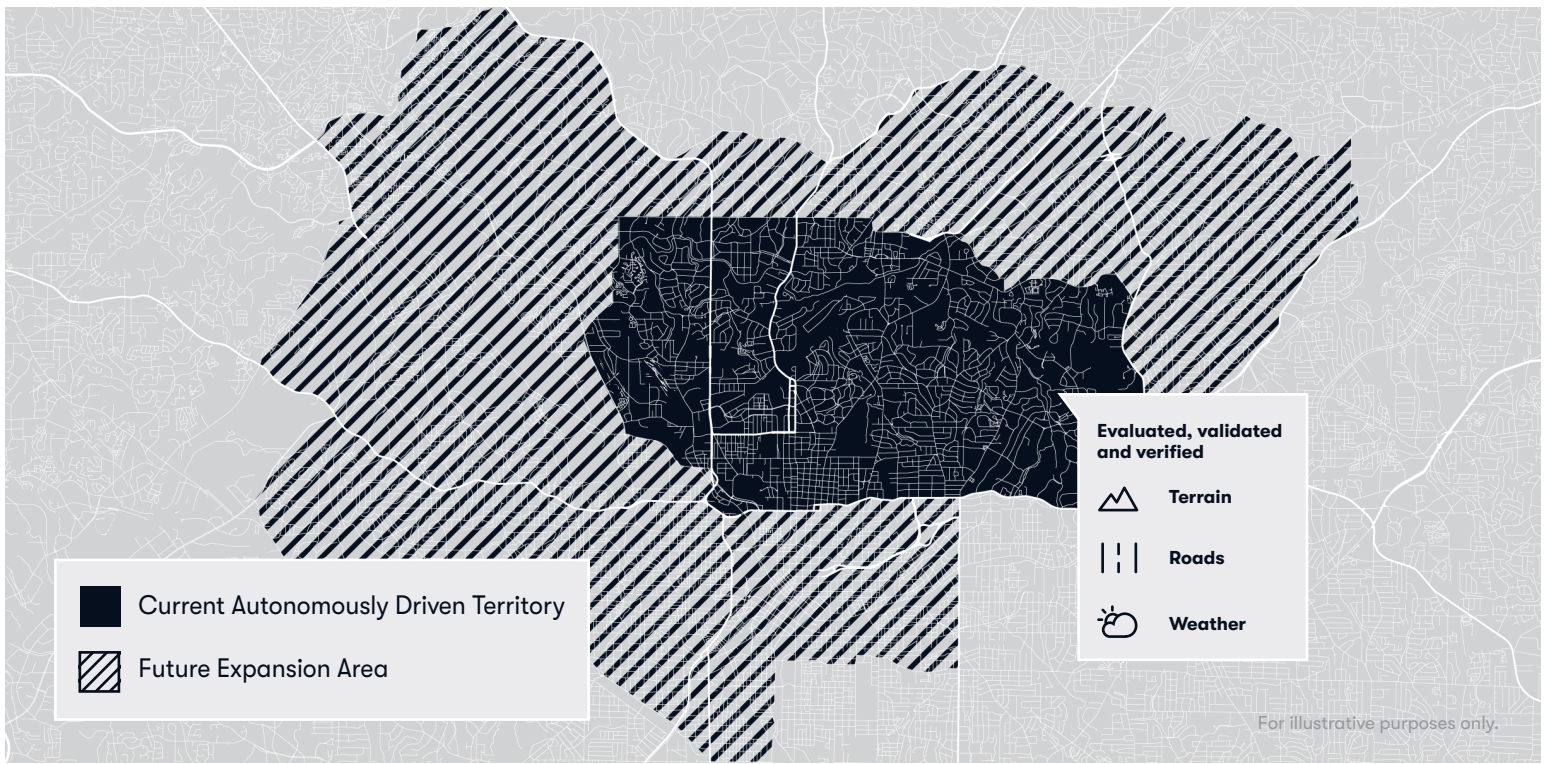 Evaluated, validated
and verified
Terrain
Roads
Weather
Current Autonomously Driven Territory
Future Expansion Area
For illustrative purposes only.